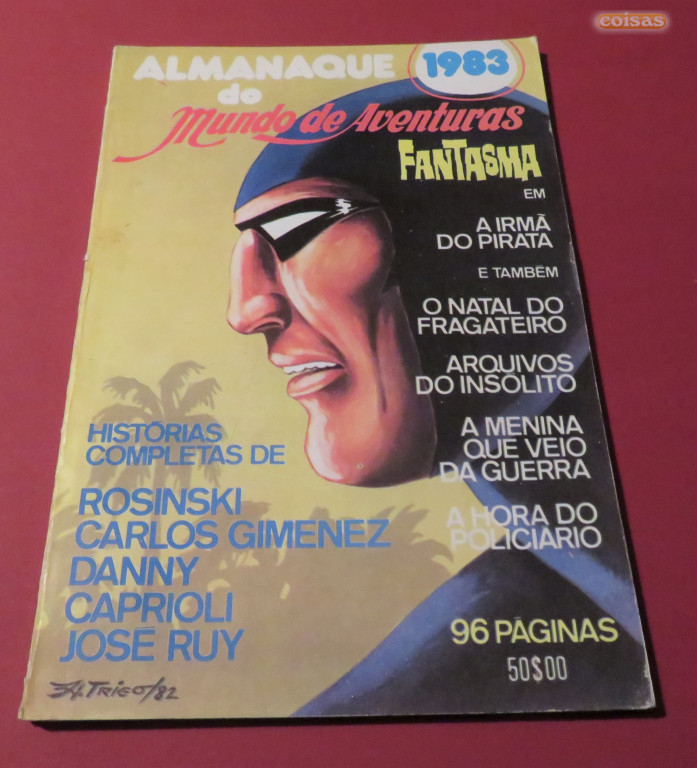 coisas
ALMANAQUE
1983
do
Mundo de Aventuras
FANTASMA
EM
A IRMÃ
DO PIRATA
E TAMBÉM
O NATAL DO
FRAGATEIRO
ARQUIVOS
DO INSÓLITO
A MENINA
QUE VEIO
DA GUERRA
A HORA DO
POLICIÁRIO
HISTÓRIAS
COMPLETAS DE
ROSINSKI
CARLOS GIMENEZ
DANNY
CAPRIOLI
JOSÉ RUY
96 PÁGINAS
50$00
A. TRIGO/82